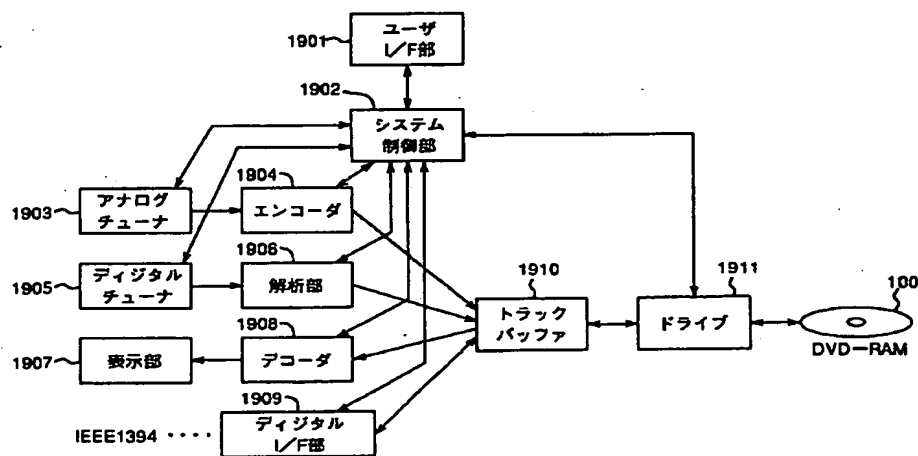 1901
ユーザ
I/F部
1902
システム
制御部
1903
アナログ
チューナ
1904
エンコーダ
1905
ディジタル
チューナ
1906
解析部
1907
表示部
1908
デコーダ
1909
IEEE1394 ････
ディジタル
I/F部
1910
トラック
バッファ
1911
ドライブ
100
DVD-RAM